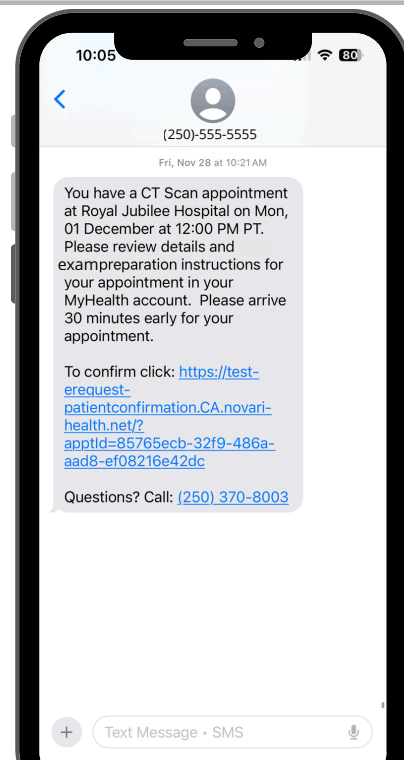 10:05
80
(250)-555-5555
Fri, Nov 28 at 10:21 AM
You have a CT Scan appointment
at Royal Jubilee Hospital on Mon,
01 December at 12:00 PM PT.
Please review details and
exampreparation instructions for
your appointment in your
MyHealth account.  Please arrive
30 minutes early for your
appointment.
To confirm click: https://test-
erequest-
patientconfirmation.CA.novari-
health.net/?
apptId=85765ecb-32f9-486a-
aad8-ef08216e42dc
Questions? Call: (250) 370-8003
Text Message • SMS